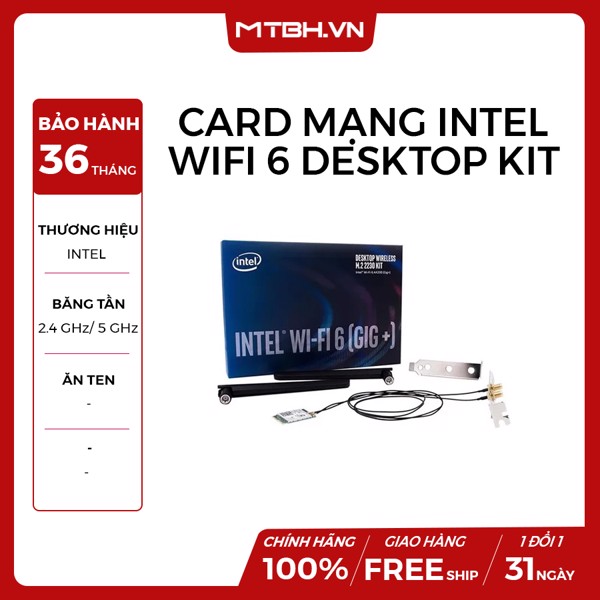 MTBH.VN
BẢO HÀNH
36 THÁNG
THƯƠNG HIỆU
INTEL
BĂNG TẦN
2.4 GHz/ 5 GHz
ĂN TEN
-
-
-
CARD MẠNG INTEL
WIFI 6 DESKTOP KIT
intel
DESKTOP WIRELESS
M.2 2230 KIT
INTEL® WI-FI 6 (GIG +)
CHÍNH HÃNG
100%
GIAO HÀNG
FREE SHIP
1 ĐỔI 1
31 NGÀY